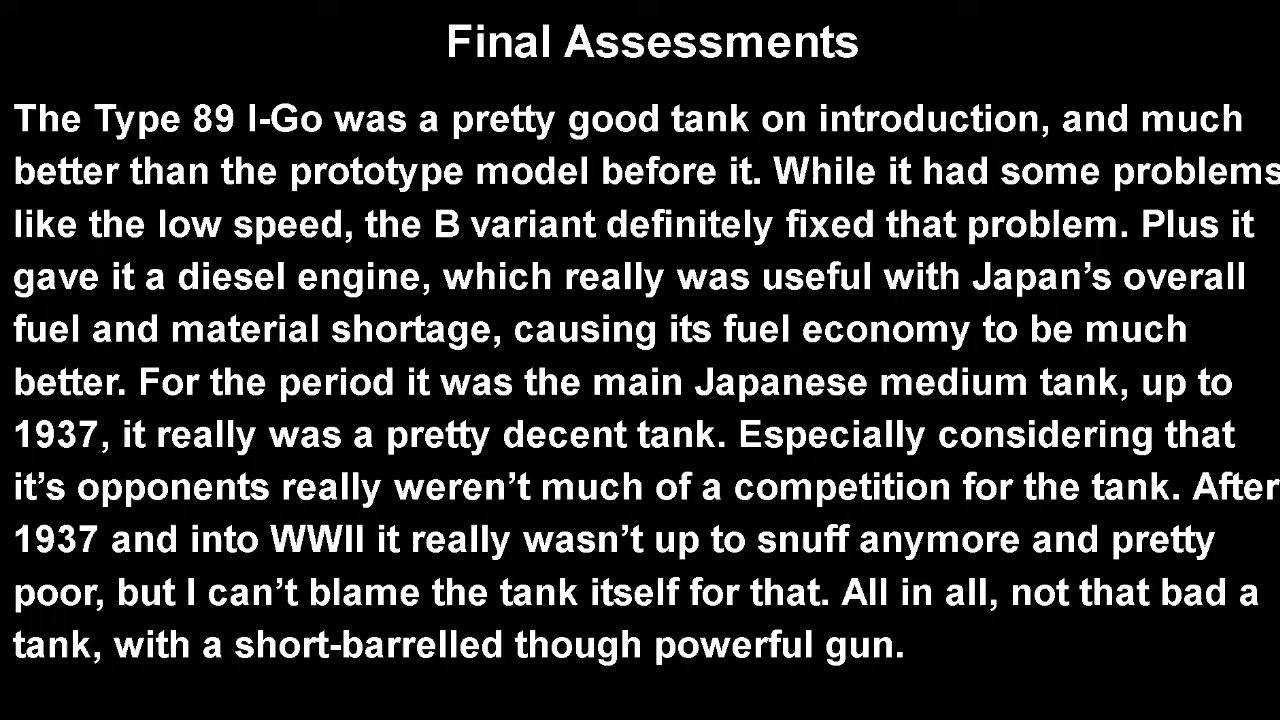 Final Assessments
The Type 89 I-Go was a pretty good tank on introduction, and much
better than the prototype model before it. While it had some problems
like the low speed, the B variant definitely fixed that problem. Plus it
gave it a diesel engine, which really was useful with Japan’s overall
fuel and material shortage, causing its fuel economy to be much
better. For the period it was the main Japanese medium tank, up to
1937, it really was a pretty decent tank. Especially considering that
it’s opponents really weren’t much of a competition for the tank. After
1937 and into WWII it really wasn’t up to snuff anymore and pretty
poor, but I can’t blame the tank itself for that. All in all, not that bad a
tank, with a short-barrelled though powerful gun.